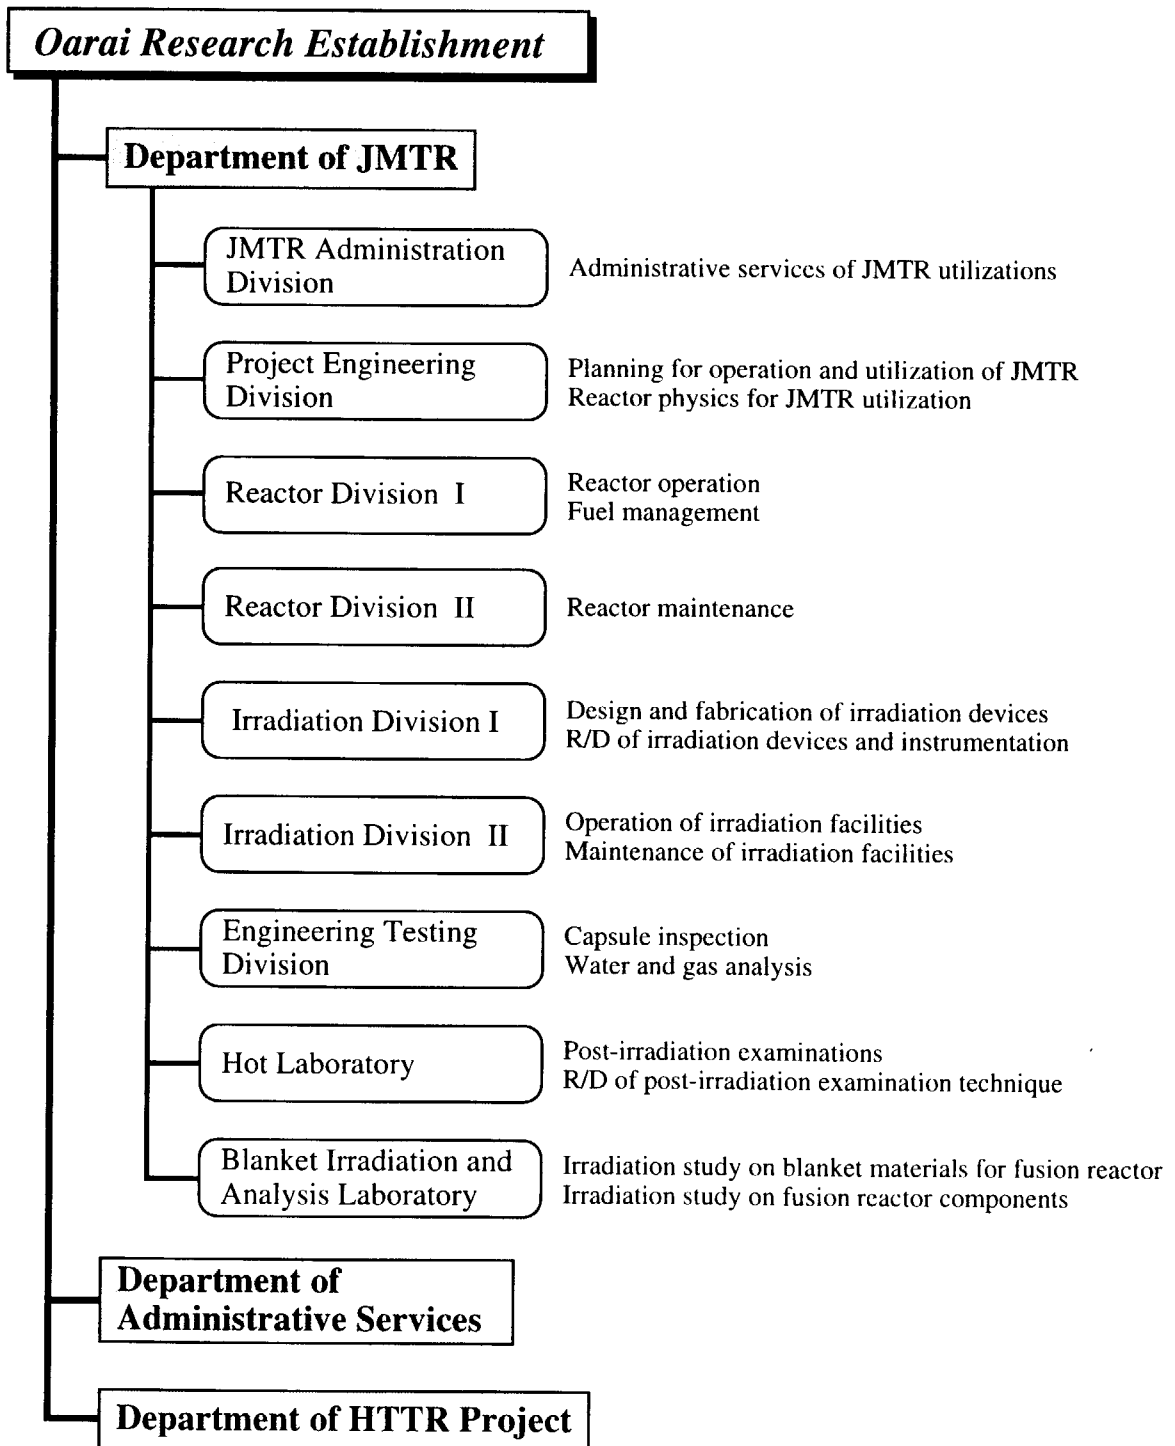 Oarai Research Establishment
Department of JMTR
JMTR Administration
Division
Administrative services of JMTR utilizations
Project Engineering
Division
Planning for operation and utilization of JMTR
Reactor physics for JMTR utilization
Reactor Division I
Reactor operation
Fuel management
Reactor Division II
Reactor maintenance
Irradiation Division I
Design and fabrication of irradiation devices
R/D of irradiation devices and instrumentation
Irradiation Division II
Operation of irradiation facilities
Maintenance of irradiation facilities
Engineering Testing
Division
Capsule inspection
Water and gas analysis
Hot Laboratory
Post-irradiation examinations
R/D of post-irradiation examination technique
Blanket Irradiation and
Analysis Laboratory
Irradiation study on blanket materials for fusion reactor
Irradiation study on fusion reactor components
Department of
Administrative Services
Department of HTTR Project